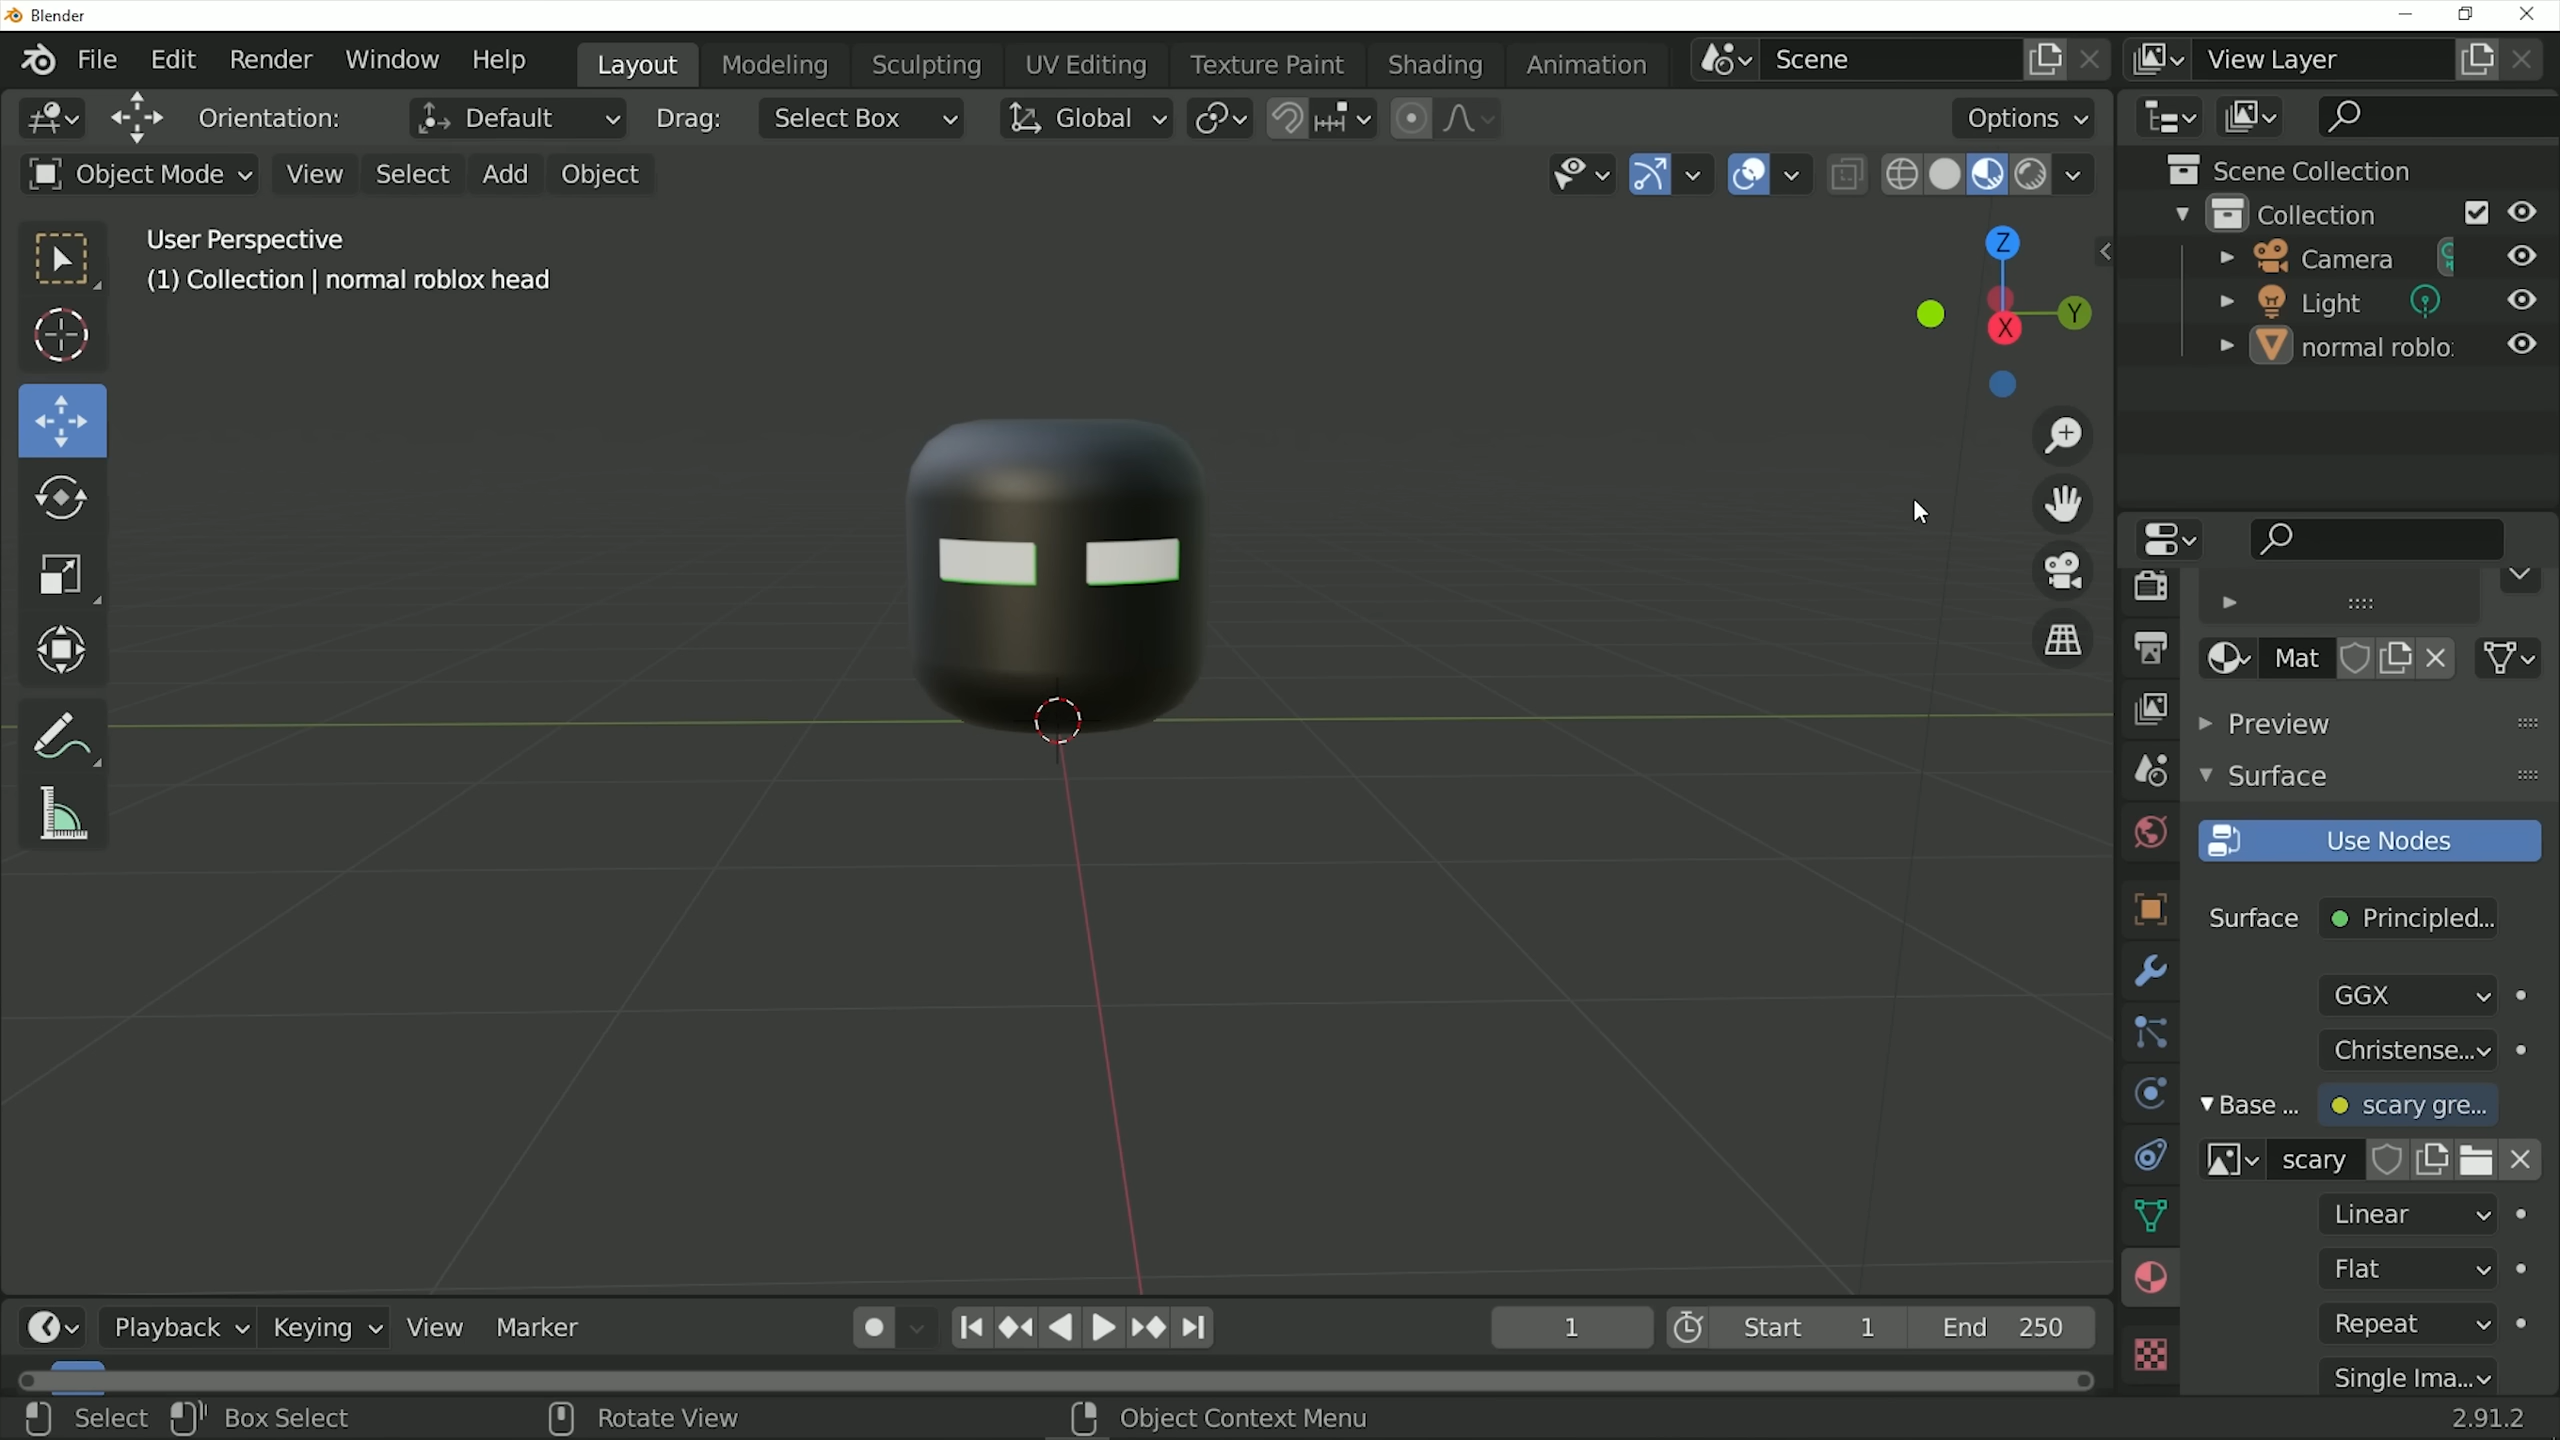 Blender
File Edit Render Window Help Layout Modeling Sculpting UV Editing Texture Paint Shading Animation Scene View Layer
Orientation: Default Drag: Select Box Global Options
Object Mode View Select Add Object
User Perspective
(1) Collection | normal roblox head
Z
Y
X
Scene Collection
Collection
Camera
Light
normal roblo
Mat
Preview
Surface
Use Nodes
Surface Principled...
GGX
Christense...
Base ... scary gre...
scary
Linear
Flat
Repeat
Single Ima...
Playback Keying View Marker 1 Start 1 End 250
Select Box Select Rotate View Object Context Menu 2.91.2